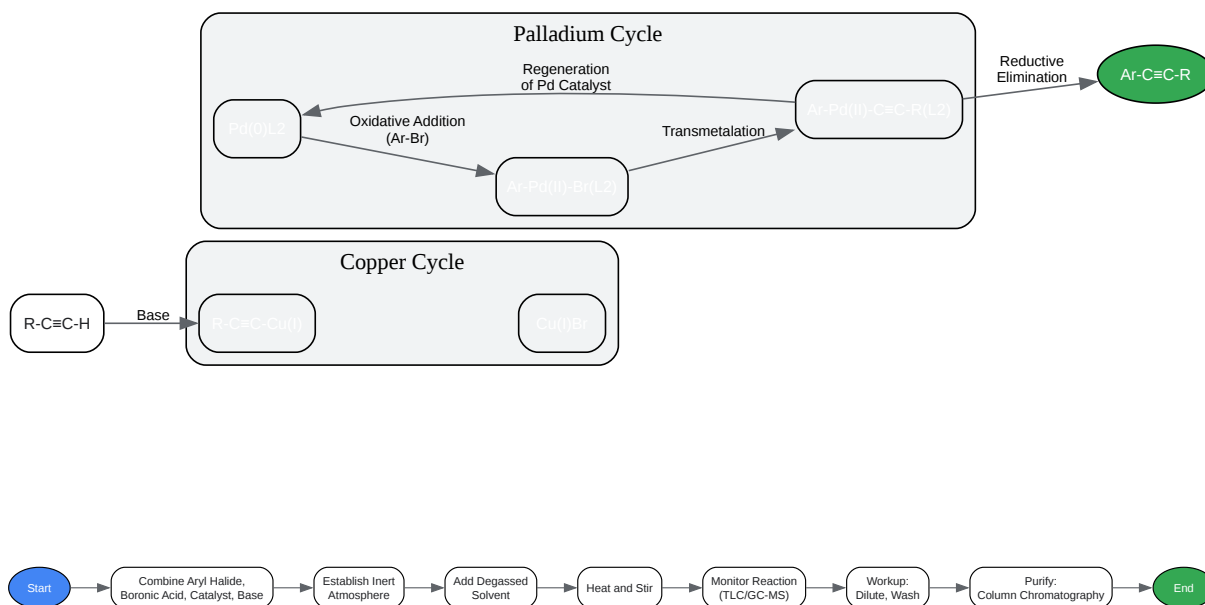 Palladium Cycle
Regeneration
of Pd Catalyst
Reductive
Elimination
Ar-C≡C-R
Pd(0)L2
Oxidative Addition
(Ar-Br)
Transmetalation
Ar-Pd(II)-C≡C-R(L2)
Ar-Pd(II)-Br(L2)
Copper Cycle
R-C≡C-H
Base
R-C≡C-Cu(I)
Cu(I)Br
Start
Combine Aryl Halide,
Boronic Acid, Catalyst, Base
Establish Inert
Atmosphere
Add Degassed
Solvent
Heat and Stir
Monitor Reaction
(TLC/GC-MS)
Workup:
Dilute, Wash
Purify:
Column Chromatography
End